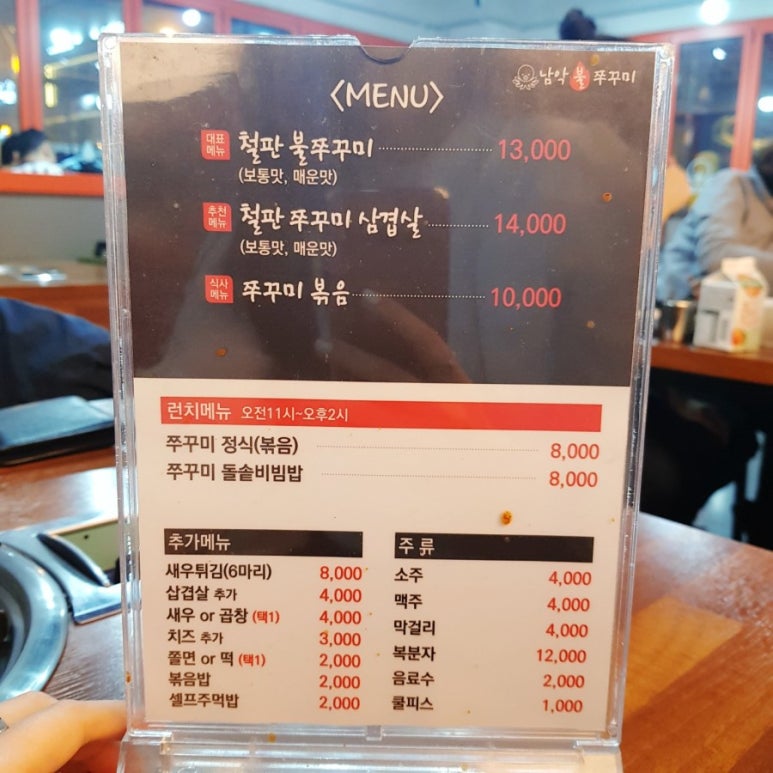 남악 불 쭈꾸미
<MENU>
대표메뉴 철판 불쭈꾸미 13,000
(보통맛, 매운맛)
추천메뉴 철판 쭈꾸미 삼겹살 14,000
(보통맛, 매운맛)
식사메뉴 쭈꾸미 볶음 10,000
런치메뉴 오전11시~오후2시
쭈꾸미 정식(볶음) 8,000
쭈꾸미 돌솥비빔밥 8,000
추가메뉴
새우튀김(6마리) 8,000
삽겹살 추가 4,000
새우 or 곱창 (택1) 4,000
치즈 추가 3,000
쫄면 or 떡 (택1) 2,000
볶음밥 2,000
셀프주먹밥 2,000
주 류
소주 4,000
맥주 4,000
막걸리 4,000
복분자 12,000
음료수 2,000
쿨피스 1,000